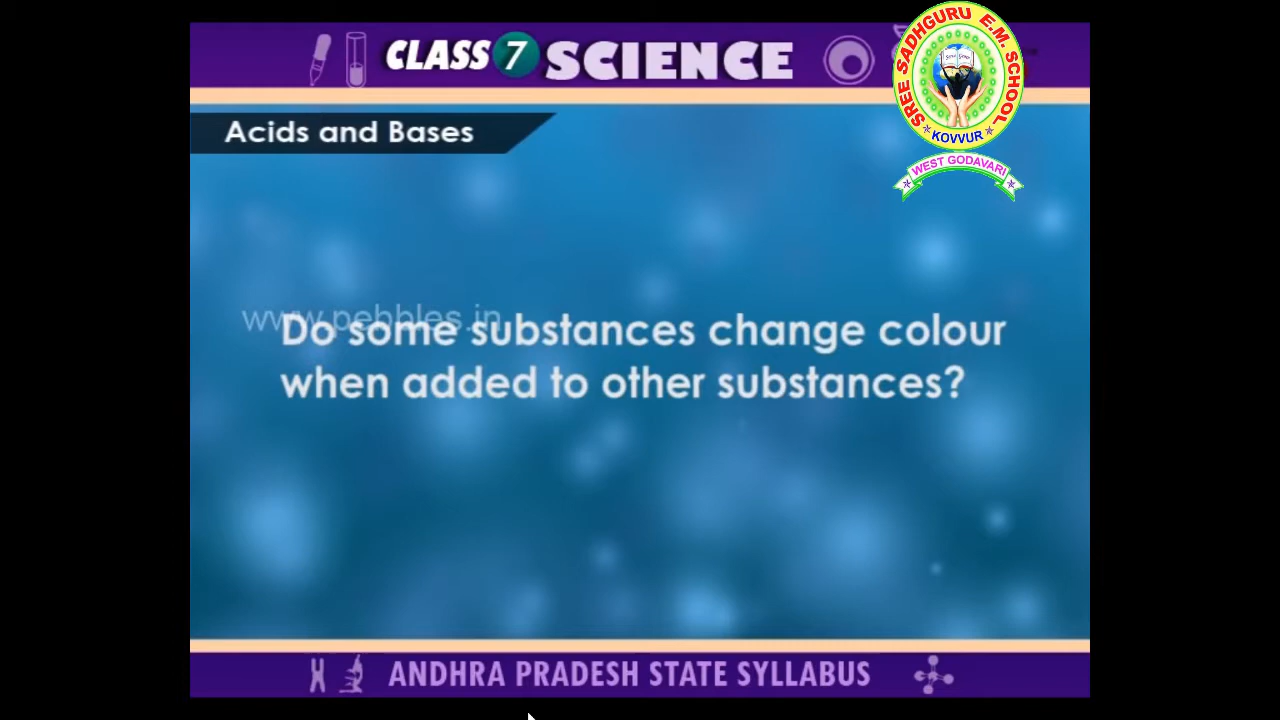 CLASS 7 SCIENCE
SREE SADHGURU E.M. SCHOOL
KOVVUR
WEST GODAVARI
Acids and Bases
www.pebbles.in
Do some substances change colour
when added to other substances?
ANDHRA PRADESH STATE SYLLABUS